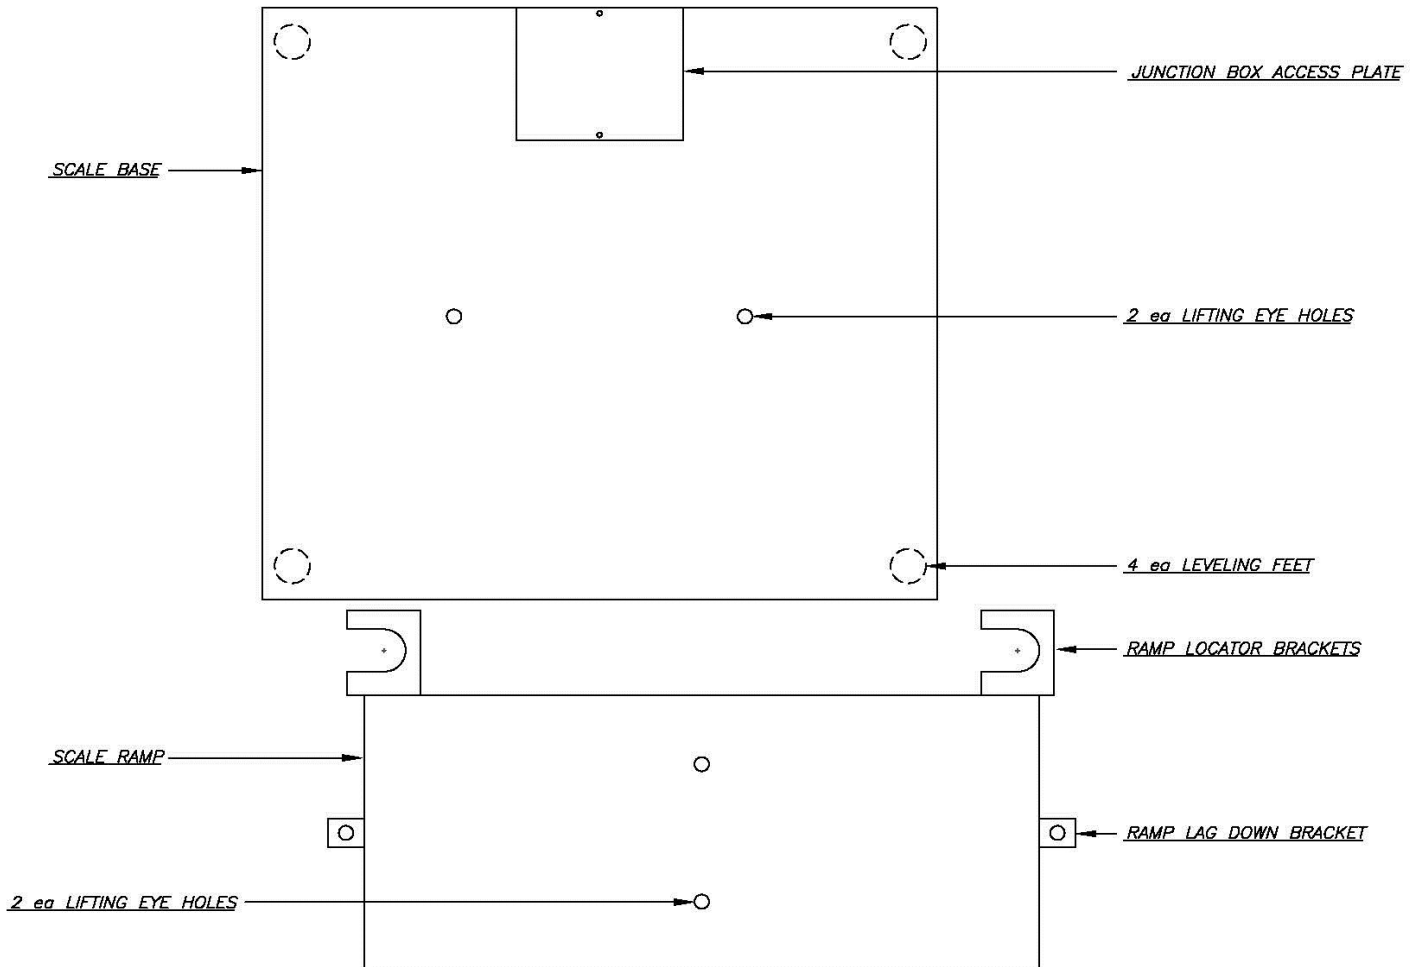 JUNCTION BOX ACCESS PLATE
SCALE BASE
2 ea LIFTING EYE HOLES
4 ea LEVELING FEET
RAMP LOCATOR BRACKETS
SCALE RAMP
RAMP LAG DOWN BRACKET
2 ea LIFTING EYE HOLES